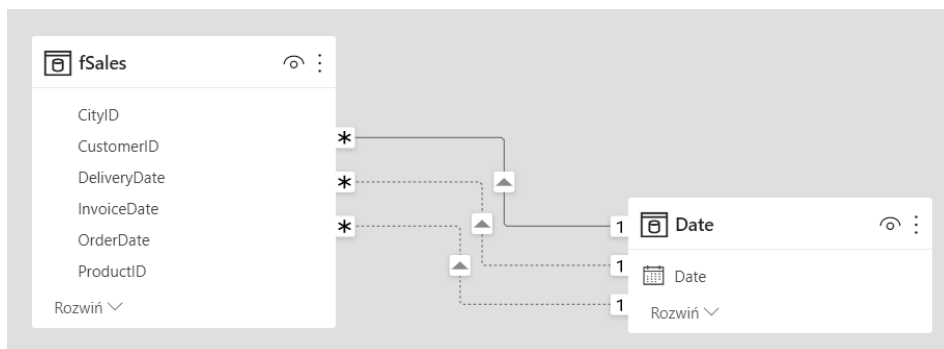 fSales
CityID
CustomerID
DeliveryDate
InvoiceDate
OrderDate
ProductID
Rozwiń
*
*
*
1
1
1
Date
Date
Rozwiń